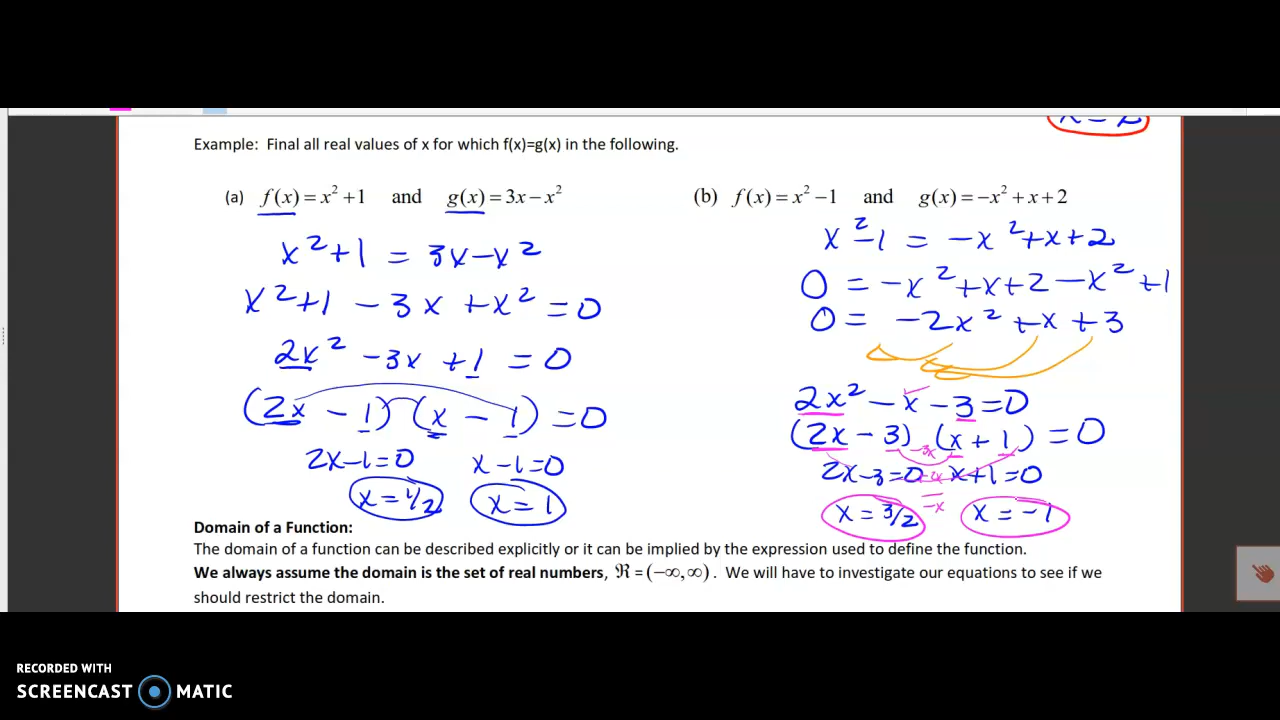 x = 2
Example: Final all real values of x for which f(x)=g(x) in the following.
(a) f(x) = x² + 1 and g(x) = 3x − x²
x² + 1 = 3x − x²
x² + 1 − 3x + x² = 0
2x² − 3x + 1 = 0
(2x − 1)(x − 1) = 0
2x − 1 = 0 x − 1 = 0
x = 1/2 x = 1
(b) f(x) = x² − 1 and g(x) = −x² + x + 2
x² − 1 = −x² + x + 2
0 = −x² + x + 2 − x² + 1
0 = −2x² + x + 3
2x² − x − 3 = 0
(2x − 3)(x + 1) = 0
−3x
2x − 3 = 0 x + 1 = 0
−x
x = 3/2 x = −1
Domain of a Function:
The domain of a function can be described explicitly or it can be implied by the expression used to define the function.
We always assume the domain is the set of real numbers, ℜ = (−∞,∞). We will have to investigate our equations to see if we
should restrict the domain.
RECORDED WITH
SCREENCAST MATIC